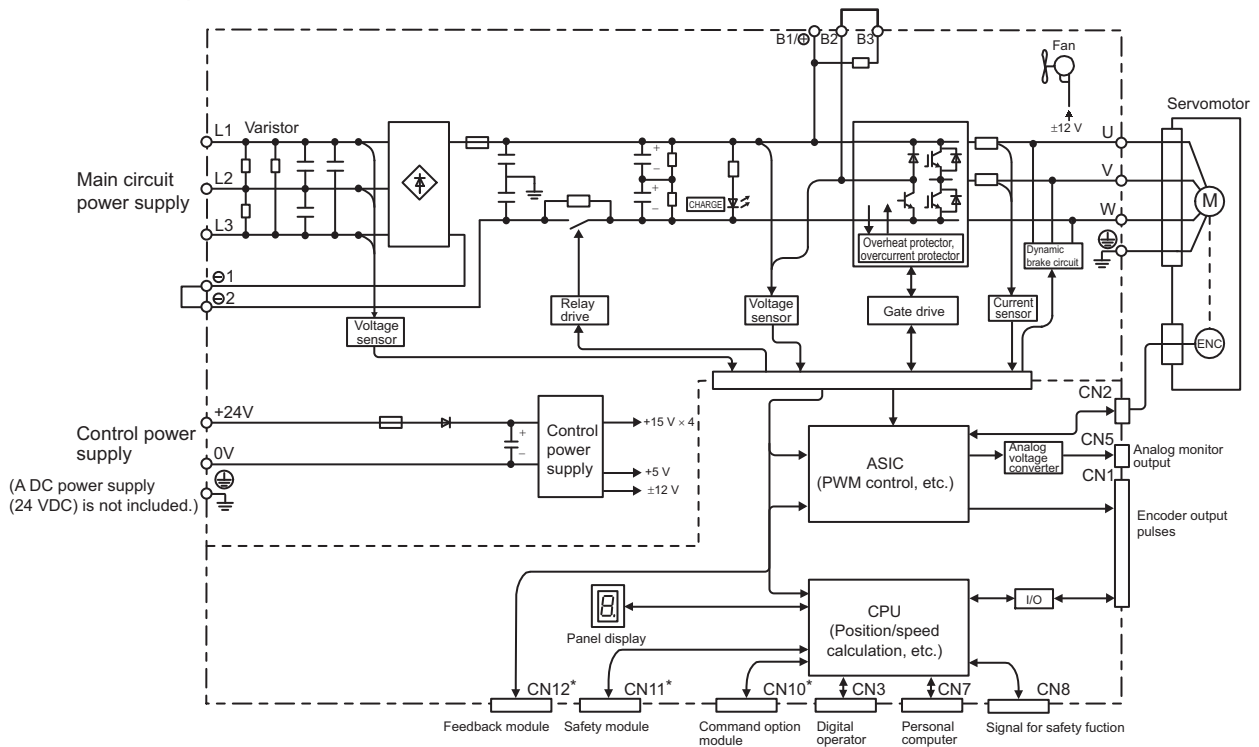 B1/⊕ B2 B3
Fan
±12 V
Servomotor
L1 Varistor
U
V
W
M
Main circuit
power supply
L2
L3
⊖1
⊖2
CHARGE
Overheat protector,
overcurrent protector
Dynamic
brake circuit
Voltage
sensor
Relay
drive
Voltage
sensor
Gate drive
Current
sensor
ENC
Control power
supply
+24V
0V
+
–
+
–
+
–
(A DC power supply
(24 VDC) is not included.)
Control
power
supply
+15 V × 4
+5 V
±12 V
ASIC
(PWM control, etc.)
Analog
voltage
converter
CN2
CN5
Analog monitor
output
CN1
Encoder output
pulses
8.
Panel display
CPU
(Position/speed
calculation, etc.)
I/O
CN12* CN11* CN10* CN3 CN7 CN8
Feedback module
Safety module
Command option
module
Digital
operator
Personal
computer
Signal for safety fuction